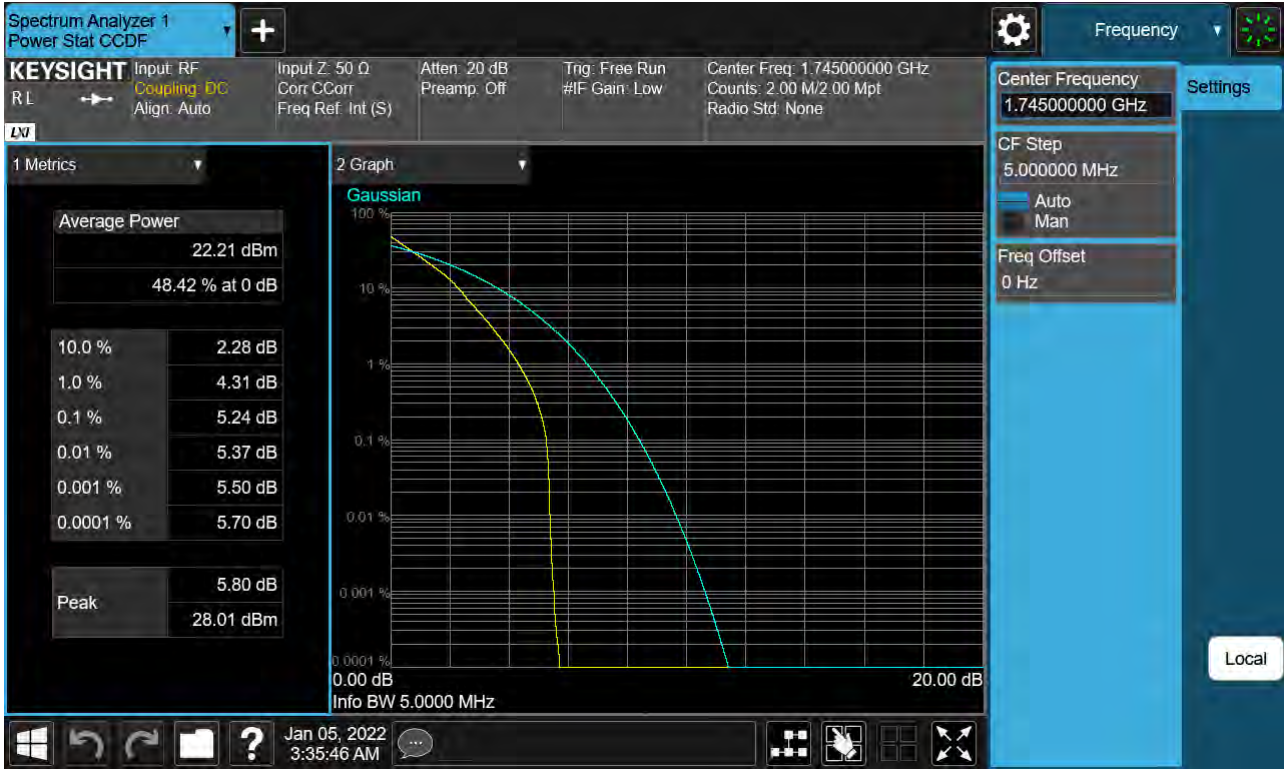 Spectrum Analyzer 1
Power Stat CCDF
+
Frequency
KEYSIGHT
RL
LXI
Input: RF
Coupling: DC
Align: Auto
Input Z: 50 Ω
Corr CCorr
Freq Ref: Int (S)
Atten: 20 dB
Preamp: Off
Trig: Free Run
#IF Gain: Low
Center Freq: 1.745000000 GHz
Counts: 2.00 M/2.00 Mpt
Radio Std: None
Center Frequency
1.745000000 GHz
Settings
CF Step
5.000000 MHz
Auto
Man
Freq Offset
0 Hz
1 Metrics
Average Power
22.21 dBm
48.42 % at 0 dB
10.0 % 2.28 dB
1.0 % 4.31 dB
0.1 % 5.24 dB
0.01 % 5.37 dB
0.001 % 5.50 dB
0.0001 % 5.70 dB
Peak
5.80 dB
28.01 dBm
2 Graph
Gaussian
100 %
10 %
1 %
0.1 %
0.01 %
0.001 %
0.0001 %
0.00 dB 20.00 dB
Info BW 5.0000 MHz
Local
?
Jan 05, 2022
3:35:46 AM